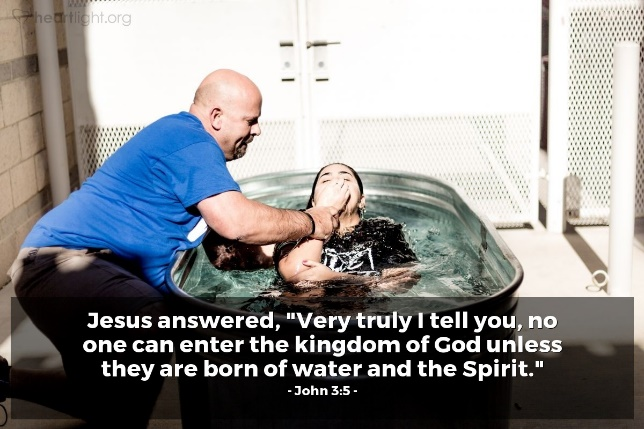 heartlight.org
Jesus answered, "Very truly I tell you, no
one can enter the kingdom of God unless
they are born of water and the Spirit."
- John 3:5 -